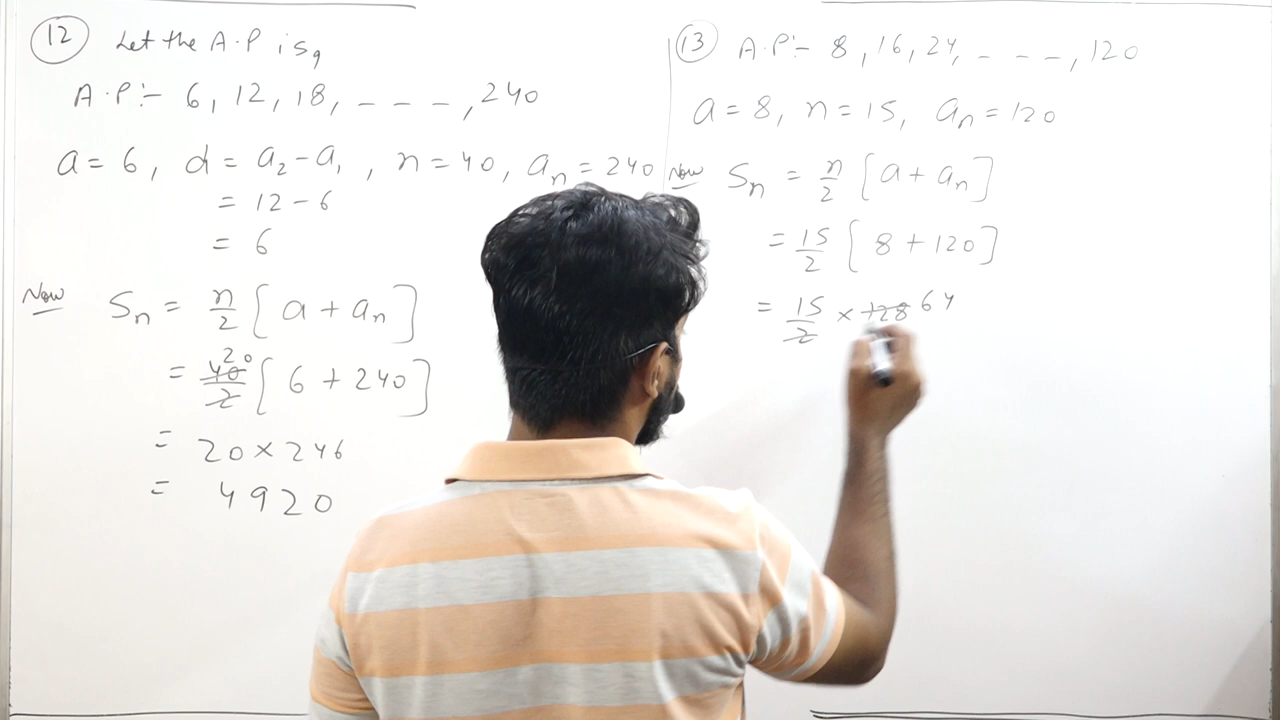 (12) Let the A.P is,
A.P:- 6, 12, 18, - - - -, 240
a = 6, d = a₂-a₁, n = 40, aₙ = 240
= 12 - 6
= 6
Now Sₙ = n/2 [a + aₙ]
= 40/2 20 [6 + 240]
= 20 × 246
= 4920
(13) A.P:- 8, 16, 24, - - - -, 120
a = 8, n = 15, aₙ = 120
Now Sₙ = n/2 [a + aₙ]
= 15/2 [8 + 120]
= 15/2 × 128 64